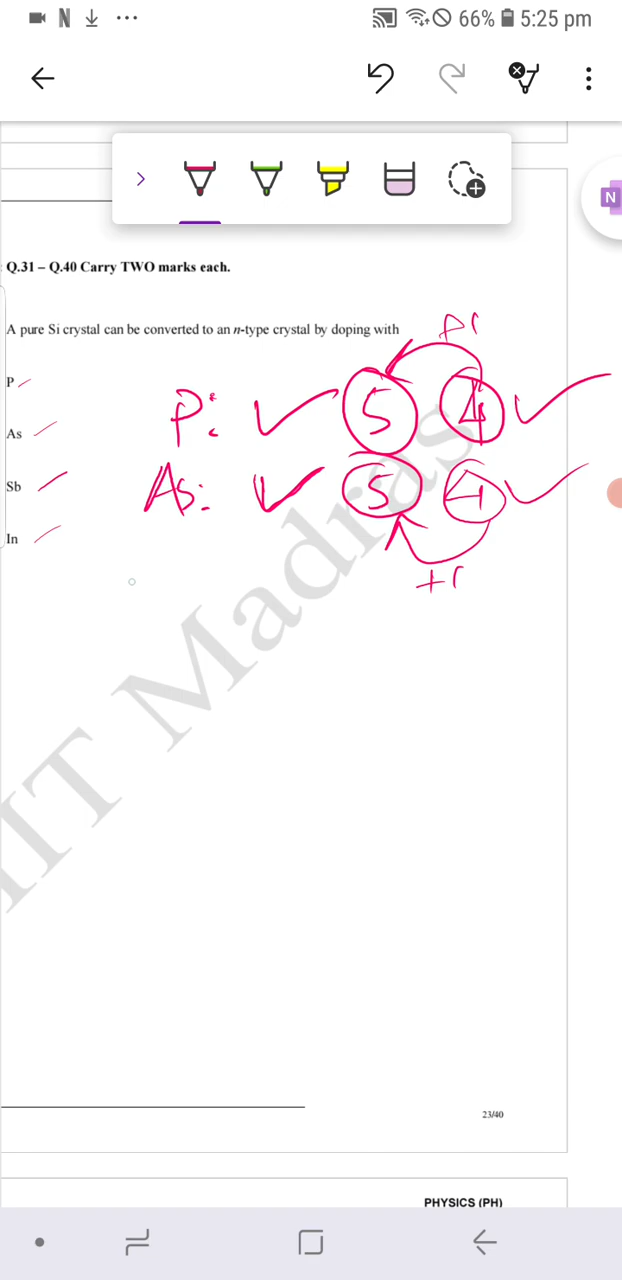 66% 5:25 pm
N
Q.31 – Q.40 Carry TWO marks each.
A pure Si crystal can be converted to an n-type crystal by doping with
P
As
Sb
In
P: 5 4
As: 5 4
IIT Madras
23/40
PHYSICS (PH)